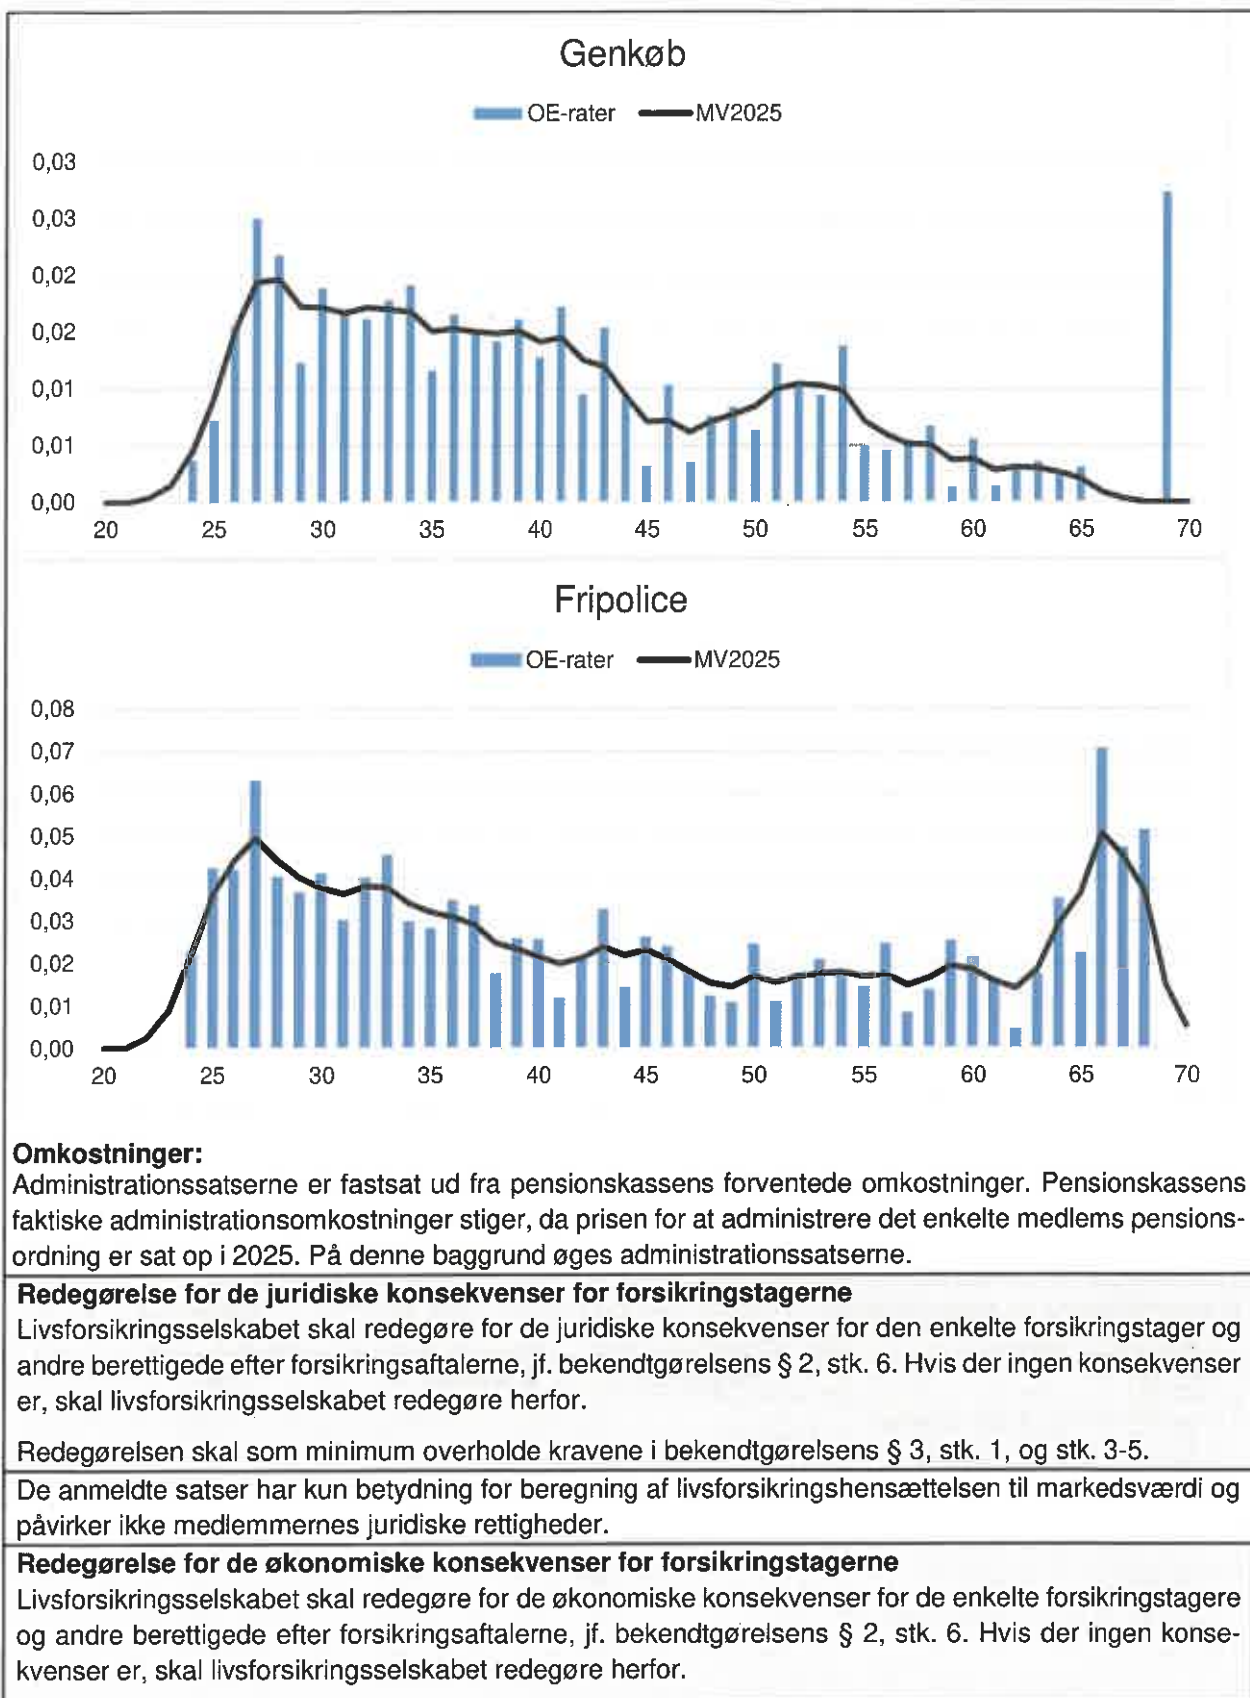 Genkøb
OE-rater MV2025
0,03
0,03
0,02
0,02
0,01
0,01
0,00
20 25 30 35 40 45 50 55 60 65 70
Fripolice
OE-rater MV2025
0,08
0,07
0,06
0,05
0,04
0,03
0,02
0,01
0,00
20 25 30 35 40 45 50 55 60 65 70
Omkostninger:
Administrationssatserne er fastsat ud fra pensionskassens forventede omkostninger. Pensionskassens
faktiske administrationsomkostninger stiger, da prisen for at administrere det enkelte medlems pensions-
ordning er sat op i 2025. På denne baggrund øges administrationssatserne.
Redegørelse for de juridiske konsekvenser for forsikringstagerne
Livsforsikringsselskabet skal redegøre for de juridiske konsekvenser for den enkelte forsikringstager og
andre berettigede efter forsikringsaftalerne, jf. bekendtgørelsens § 2, stk. 6. Hvis der ingen konsekvenser
er, skal livsforsikringsselskabet redegøre herfor.
Redegørelsen skal som minimum overholde kravene i bekendtgørelsens § 3, stk. 1, og stk. 3-5.
De anmeldte satser har kun betydning for beregning af livsforsikringshensættelsen til markedsværdi og
påvirker ikke medlemmernes juridiske rettigheder.
Redegørelse for de økonomiske konsekvenser for forsikringstagerne
Livsforsikringsselskabet skal redegøre for de økonomiske konsekvenser for de enkelte forsikringstagere
og andre berettigede efter forsikringsaftalerne, jf. bekendtgørelsens § 2, stk. 6. Hvis der ingen konse-
kvenser er, skal livsforsikringsselskabet redegøre herfor.